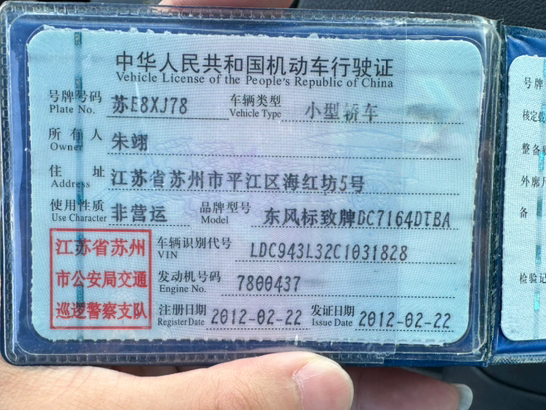 中华人民共和国机动车行驶证
Vehicle License of the People's Republic of China
号牌号码 苏E8XJ78 车辆类型 小型轿车
Plate No. Vehicle Type
所有人 朱翊
Owner
住址 江苏省苏州市平江区海红坊5号
Address
使用性质 非营运 品牌型号 东风标致牌DC7164DTBA
Use Character Model
江苏省苏州
市公安局交通
巡逻警察支队
车辆识别代号 LDC943L32C1031828
VIN
发动机号码 7800437
Engine No.
注册日期 2012-02-22 发证日期 2012-02-22
Register Date Issue Date
号牌
核定载
整备
外廓
备
检验记